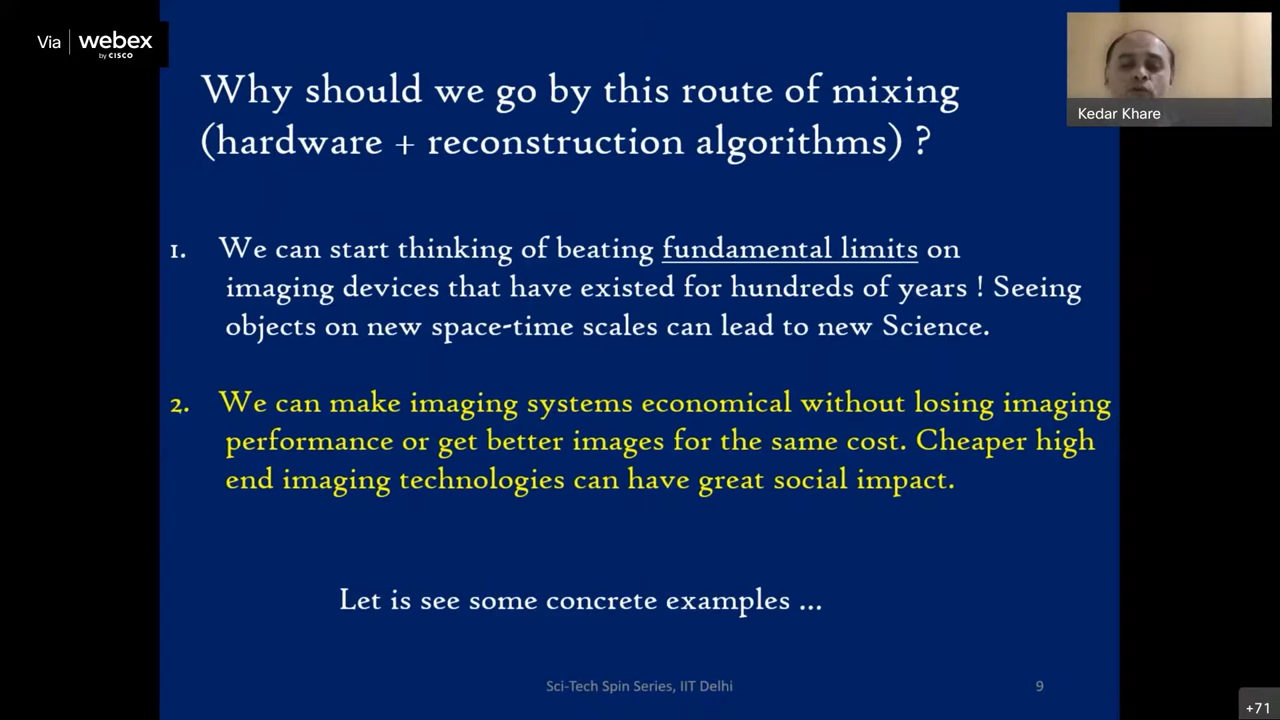 Via webex
by CISCO
Kedar Khare
Why should we go by this route of mixing
(hardware + reconstruction algorithms) ?
1. We can start thinking of beating fundamental limits on
imaging devices that have existed for hundreds of years ! Seeing
objects on new space-time scales can lead to new Science.
2. We can make imaging systems economical without losing imaging
performance or get better images for the same cost. Cheaper high
end imaging technologies can have great social impact.
Let is see some concrete examples ...
Sci-Tech Spin Series, IIT Delhi 9
+71